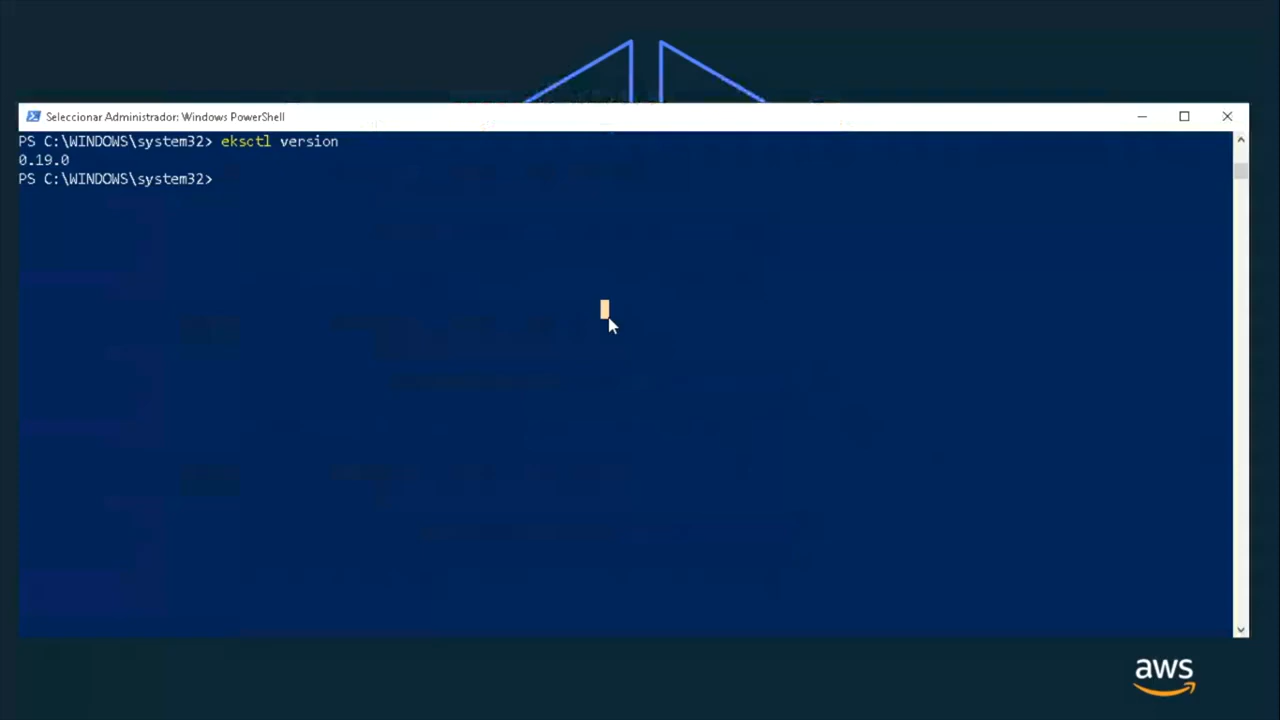 Seleccionar Administrador: Windows PowerShell
PS C:\WINDOWS\system32> eksctl version
0.19.0
PS C:\WINDOWS\system32>
aws